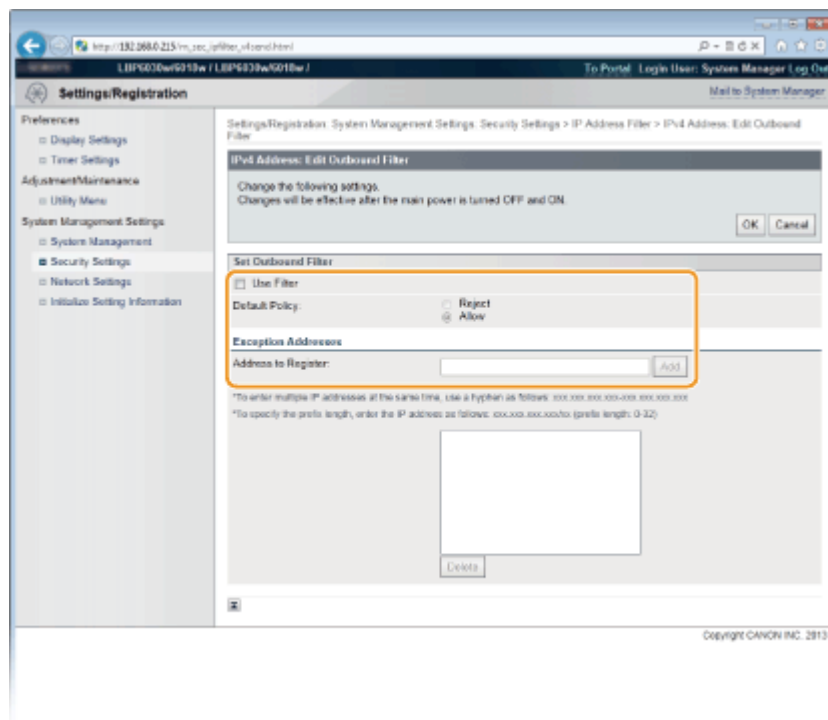 http://192.168.0.215/m_sec_ipfilter_v4send.html
LBP6030w/6018w / LBP6030w/6018w /
To Portal Login User: System Manager Log Out
Settings/Registration
Mail to System Manager
Preferences
Display Settings
Timer Settings
Adjustment/Maintenance
Utility Menu
System Management Settings
System Management
Security Settings
Network Settings
Initialize Setting Information
Settings/Registration: System Management Settings: Security Settings > IP Address Filter > IPv4 Address: Edit Outbound
Filter
IPv4 Address: Edit Outbound Filter
Change the following settings.
Changes will be effective after the main power is turned OFF and ON.
OK Cancel
Set Outbound Filter
Use Filter
Default Policy:
Reject
Allow
Exception Addresses
Address to Register:
Add
*To enter multiple IP addresses at the same time, use a hyphen as follows: xxx.xxx.xxx.xxx-xxx.xxx.xxx.xxx
*To specify the prefix length, enter the IP address as follows: xxx.xxx.xxx.xxx/xx (prefix length: 0-32)
Delete
Copyright CANON INC. 2013